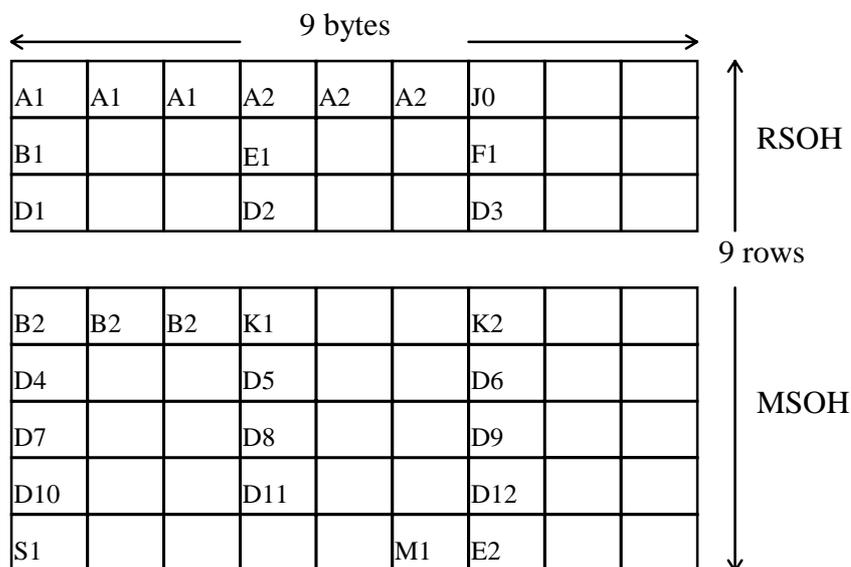 9 bytes
A1 A1 A1 A2 A2 A2 J0
B1 E1 F1
RSOH
D1 D2 D3
9 rows
B2 B2 B2 K1 K2
D4 D5 D6
MSOH
D7 D8 D9
D10 D11 D12
S1 M1 E2